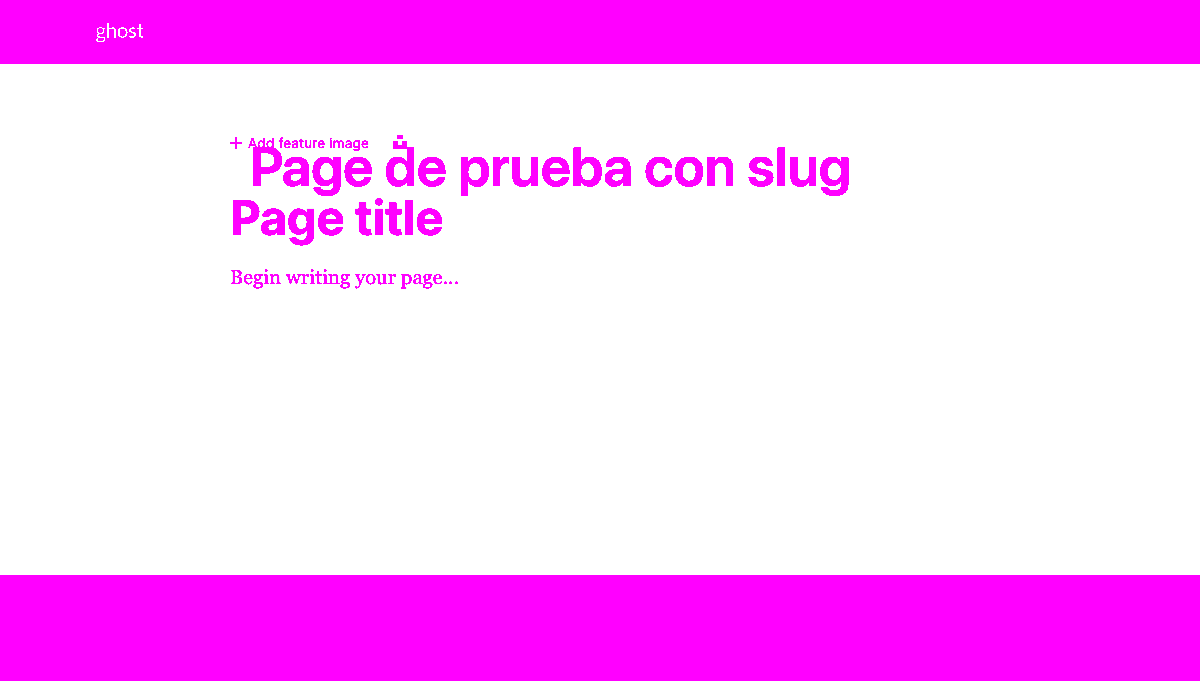 ghost
+ Add feature image
Page de prueba con slug
Page title
Begin writing your page...